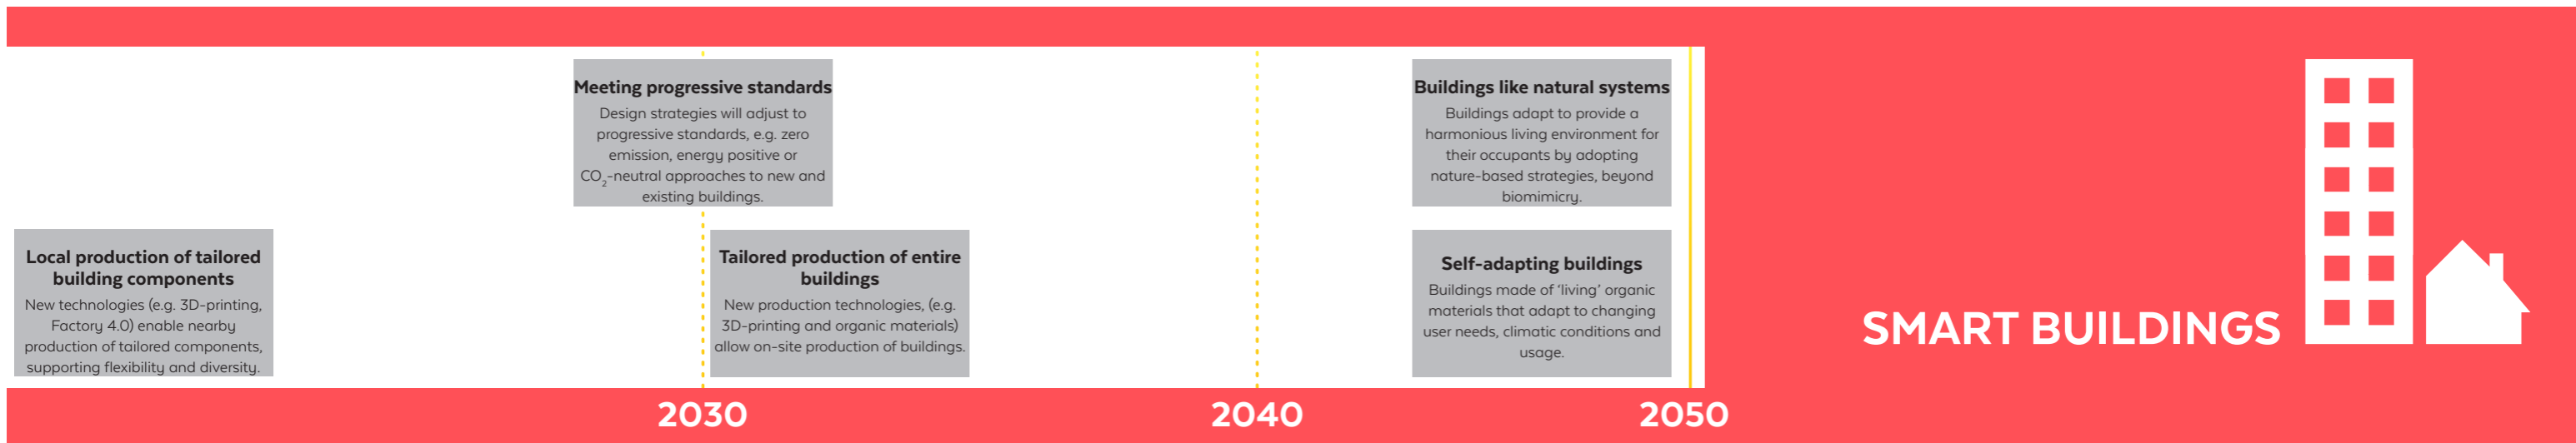 Meeting progressive standards
Design strategies will adjust to
progressive standards, e.g. zero
emission, energy positive or
CO₂-neutral approaches to new and
existing buildings.
Buildings like natural systems
Buildings adapt to provide a
harmonious living environment for
their occupants by adopting
nature-based strategies, beyond
biomimicry.
Local production of tailored
building components
New technologies (e.g. 3D-printing,
Factory 4.0) enable nearby
production of tailored components,
supporting flexibility and diversity.
Tailored production of entire
buildings
New production technologies, (e.g.
3D-printing and organic materials)
allow on-site production of buildings.
Self-adapting buildings
Buildings made of ‘living’ organic
materials that adapt to changing
user needs, climatic conditions and
usage.
SMART BUILDINGS
2030
2040
2050